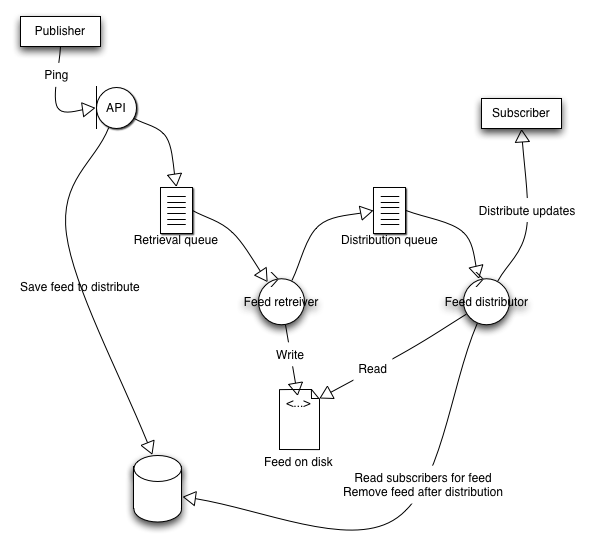 Publisher
Ping
API
Subscriber
Distribute updates
Retrieval queue
Distribution queue
Save feed to distribute
Feed retreiver
Feed distributor
Write
Read
<...>
Feed on disk
Read subscribers for feed
Remove feed after distribution